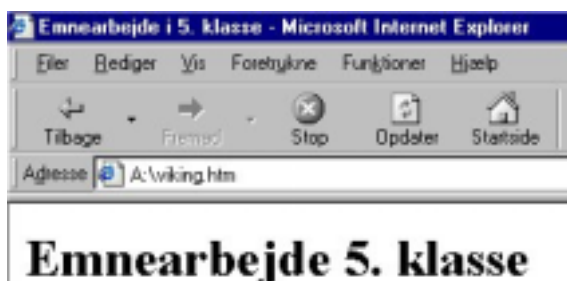 Emnearbejde i 5. klasse - Microsoft Internet Explorer
Filer Rediger Vis Foretrukne Funktioner Hjælp
Tilbage Fremad Stop Opdater Startside
Adresse A:\viking.htm
Emnearbejde 5. klasse